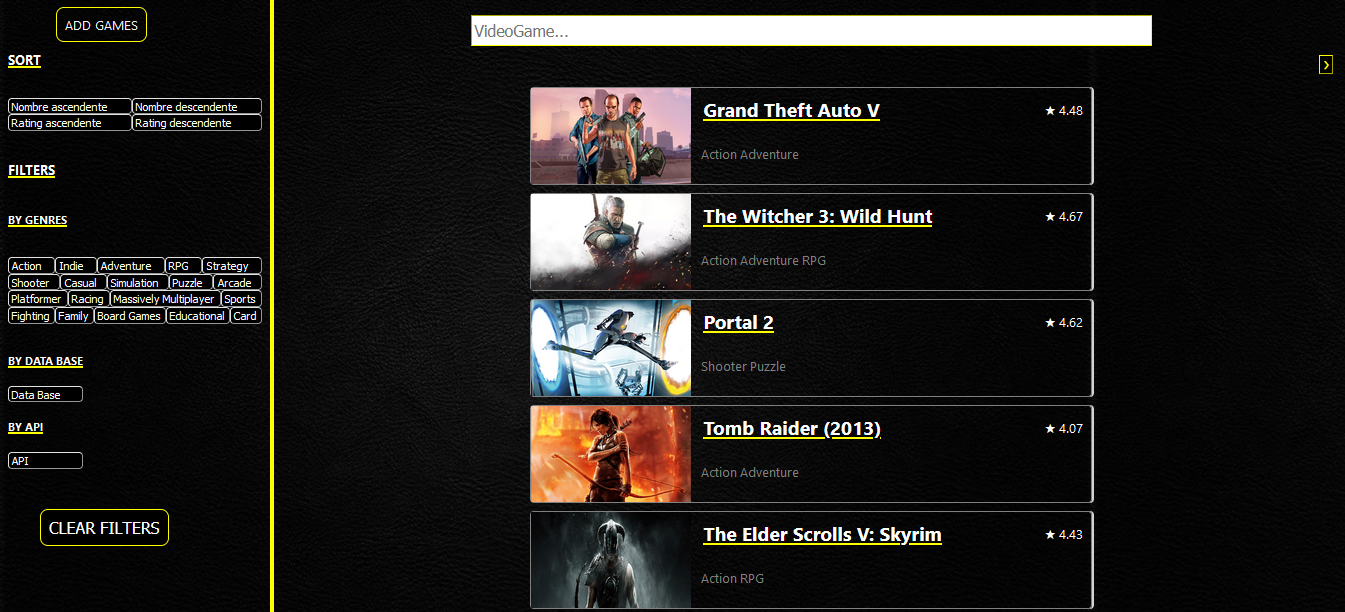 ADD GAMES
SORT
Nombre ascendente Nombre descendente
Rating ascendente Rating descendente
FILTERS
BY GENRES
Action Indie Adventure RPG Strategy
Shooter Casual Simulation Puzzle Arcade
Platformer Racing Massively Multiplayer Sports
Fighting Family Board Games Educational Card
BY DATA BASE
Data Base
BY API
API
CLEAR FILTERS
VideoGame...
>
Grand Theft Auto V ★ 4.48
Action Adventure
The Witcher 3: Wild Hunt ★ 4.67
Action Adventure RPG
Portal 2 ★ 4.62
Shooter Puzzle
Tomb Raider (2013) ★ 4.07
Action Adventure
The Elder Scrolls V: Skyrim ★ 4.43
Action RPG